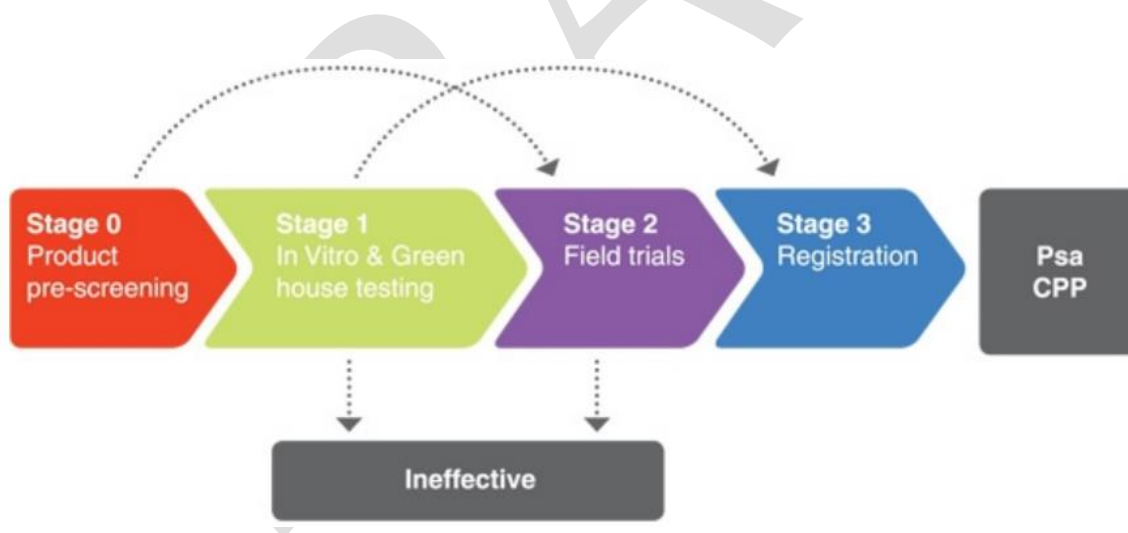 Stage 0
Product
pre-screening
Stage 1
In Vitro & Green
house testing
Stage 2
Field trials
Stage 3
Registration
Psa
CPP
Ineffective